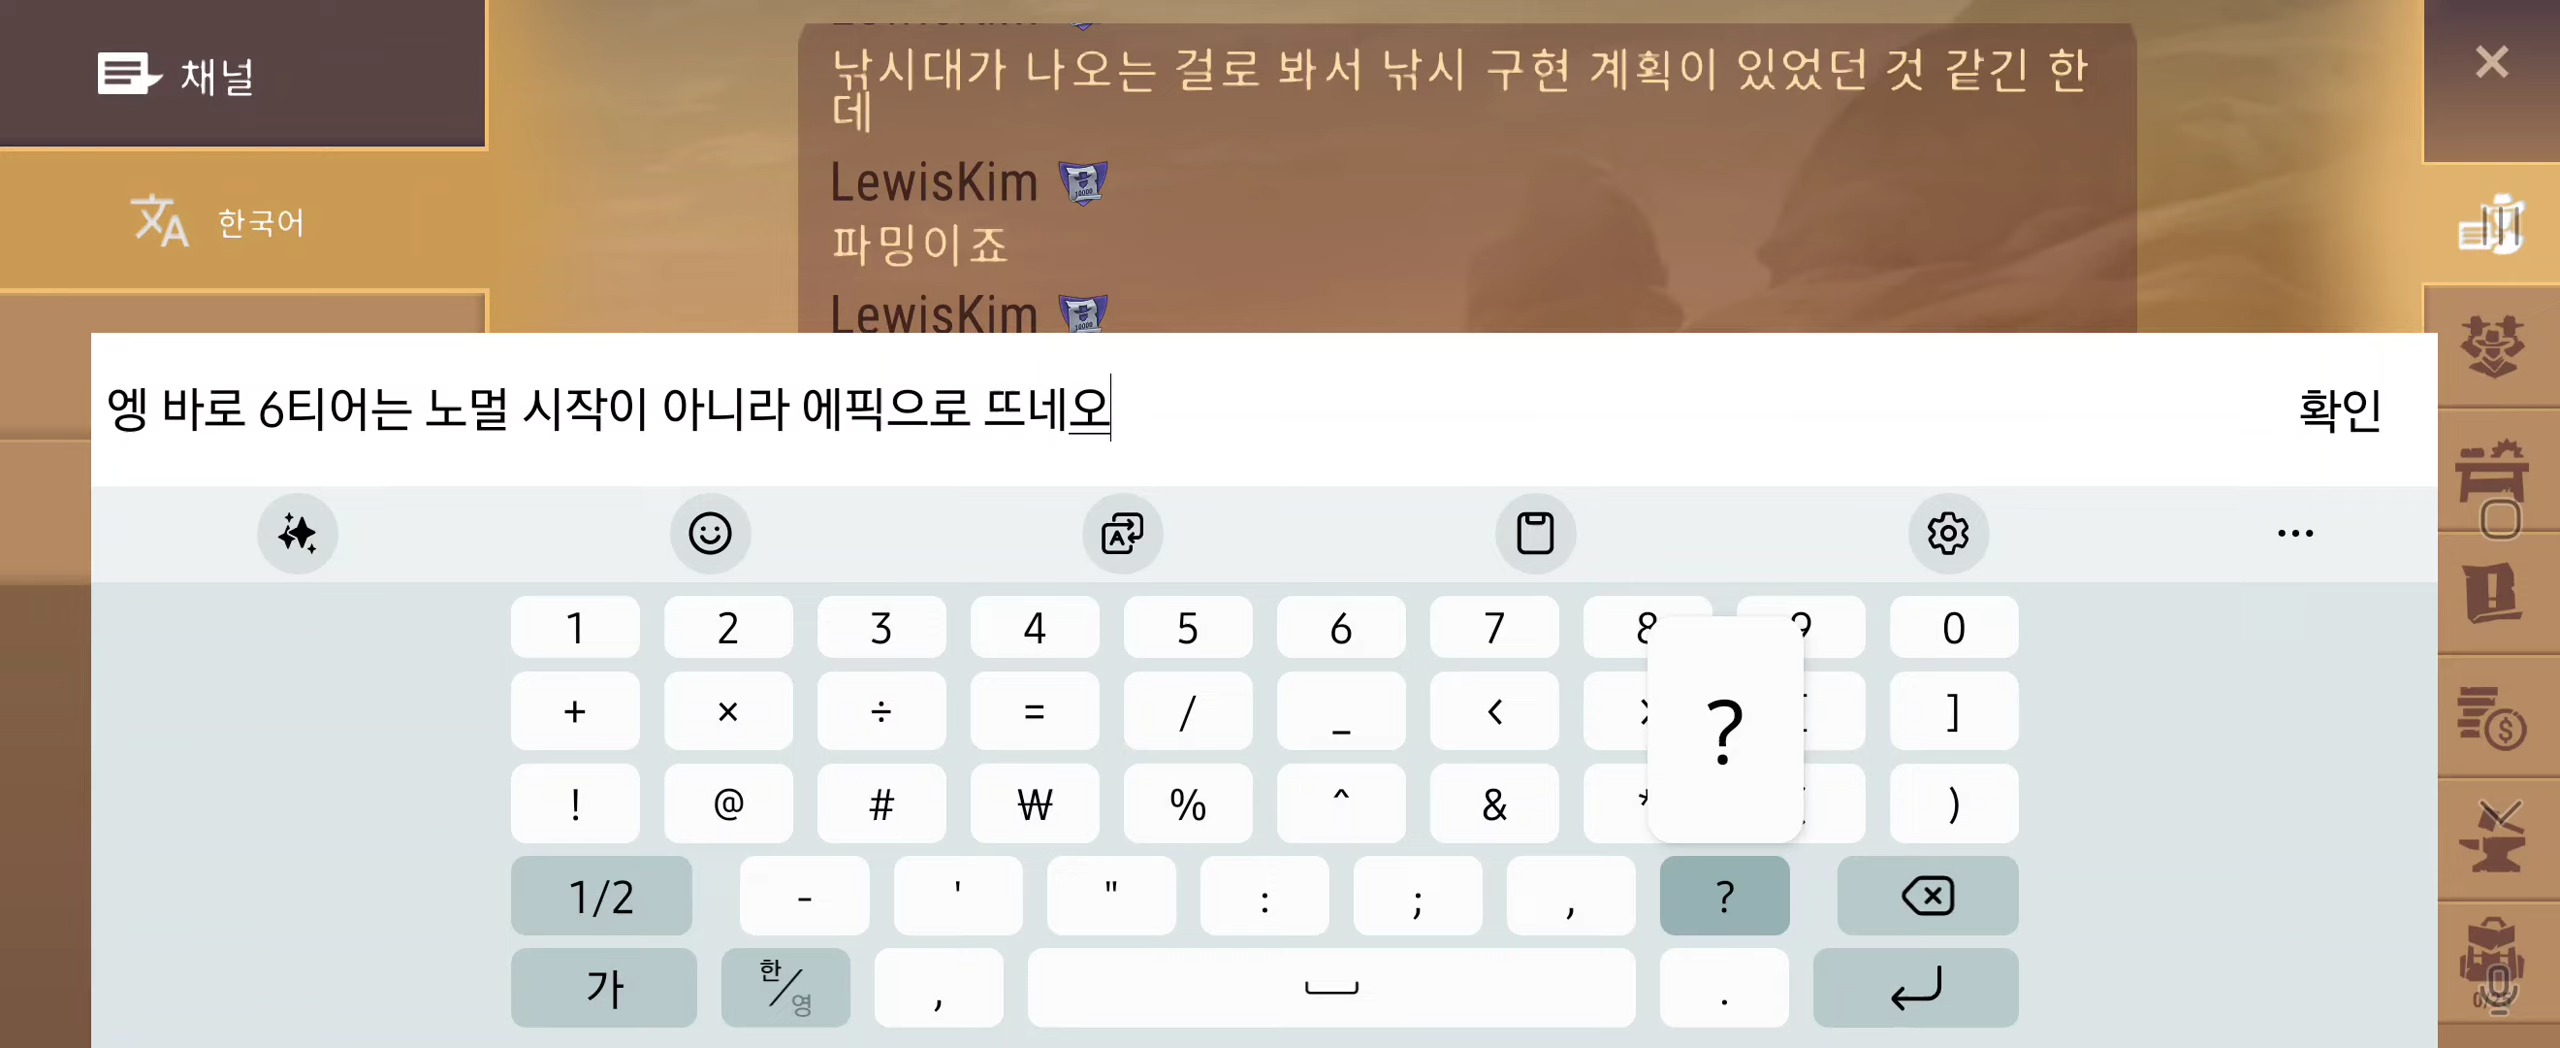 채널
한국어
낚시대가 나오는 걸로 봐서 낚시 구현 계획이 있었던 것 같긴 한
데
LewisKim
파밍이죠
LewisKim
엥 바로 6티어는 노멀 시작이 아니라 에픽으로 뜨네오
확인
1 2 3 4 5 6 7 8 9 0
+ × ÷ = / _ < ]
! @ # ₩ % ^ & * )
?
1/2 - ' " : ; , ?
가 한/영 , .